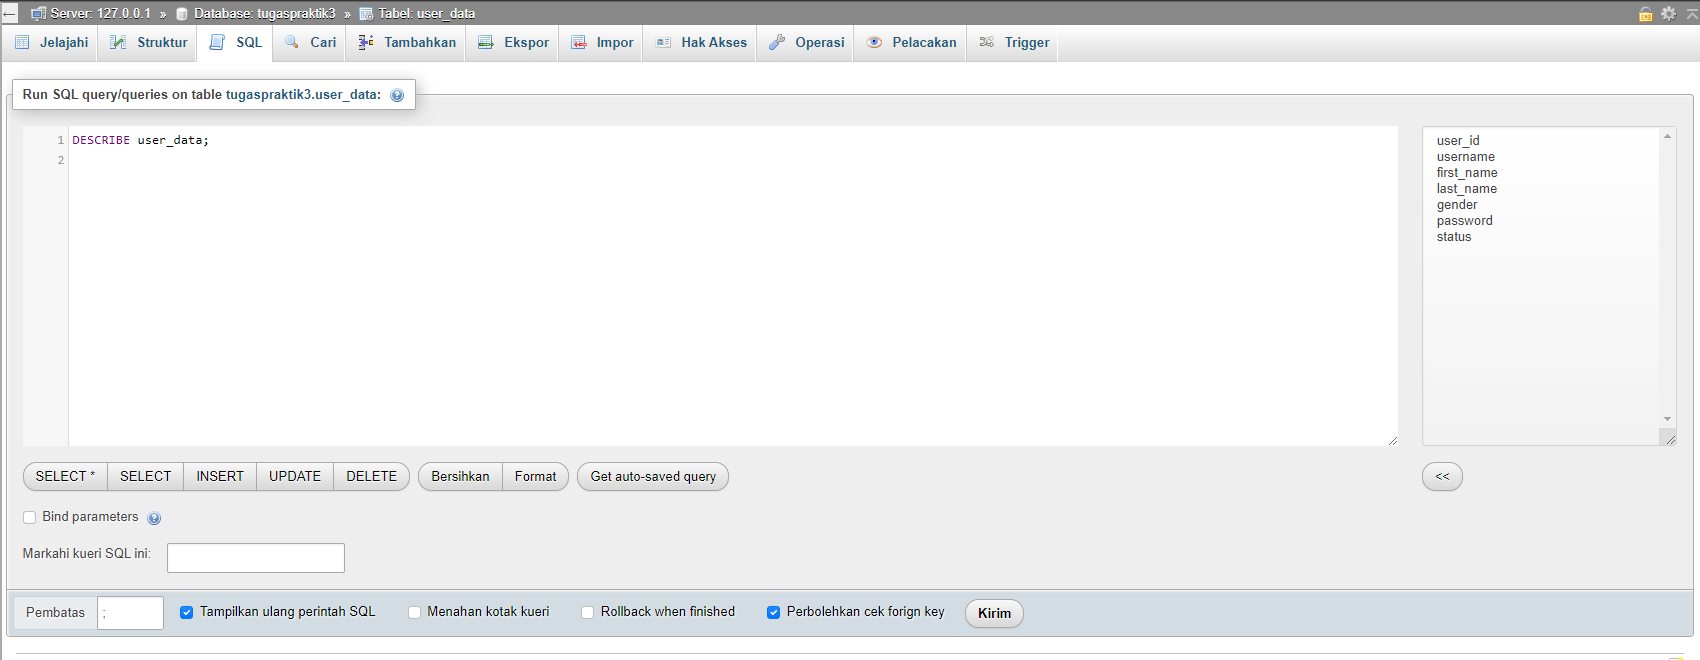 Server: 127.0.0.1 » Database: tugaspraktik3 » Tabel: user_data
Jelajahi Struktur SQL Cari Tambahkan Ekspor Impor Hak Akses Operasi Pelacakan Trigger
Run SQL query/queries on table tugaspraktik3.user_data:
1 DESCRIBE user_data;
2
user_id
username
first_name
last_name
gender
password
status
SELECT * SELECT INSERT UPDATE DELETE Bersihkan Format Get auto-saved query <<
Bind parameters
Markahi kueri SQL ini:
Pembatas ; Tampilkan ulang perintah SQL Menahan kotak kueri Rollback when finished Perbolehkan cek forign key Kirim